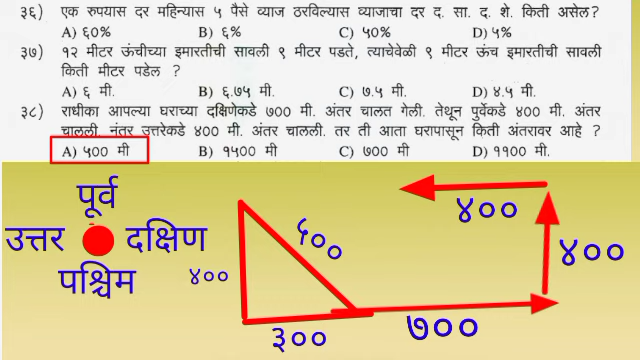 ३६) एक रुपयास दर महिन्यास ५ पैसे व्याज ठरविल्यास व्याजाचा दर द. सा. द. शे. किती असेल?
A) ६०% B) ६% C) ५०% D) ५%
३७) १२ मीटर ऊंचीच्या इमारतीची सावली ९ मीटर पडते, त्याचेवेळी ९ मीटर ऊंच इमारतीची सावली
किती मीटर पडेल ?
A) ६ मी. B) ६.७५ मी. C) ७.५ मी. D) ४.५ मी.
३८) राधीका आपल्या घराच्या दक्षिणेकडे ७०० मी. अंतर चालत गेली. तेथून पुर्वेकडे ४०० मी. अंतर
चालली. नंतर उत्तरेकडे ४०० मी. अंतर चालली. तर ती आता घरापासून किती अंतरावर आहे ?
A) ५०० मी B) १५०० मी C) ७०० मी D) ११०० मी.
पूर्व
उत्तर दक्षिण
पश्चिम
४००
५००
३००
७००
४००
४००